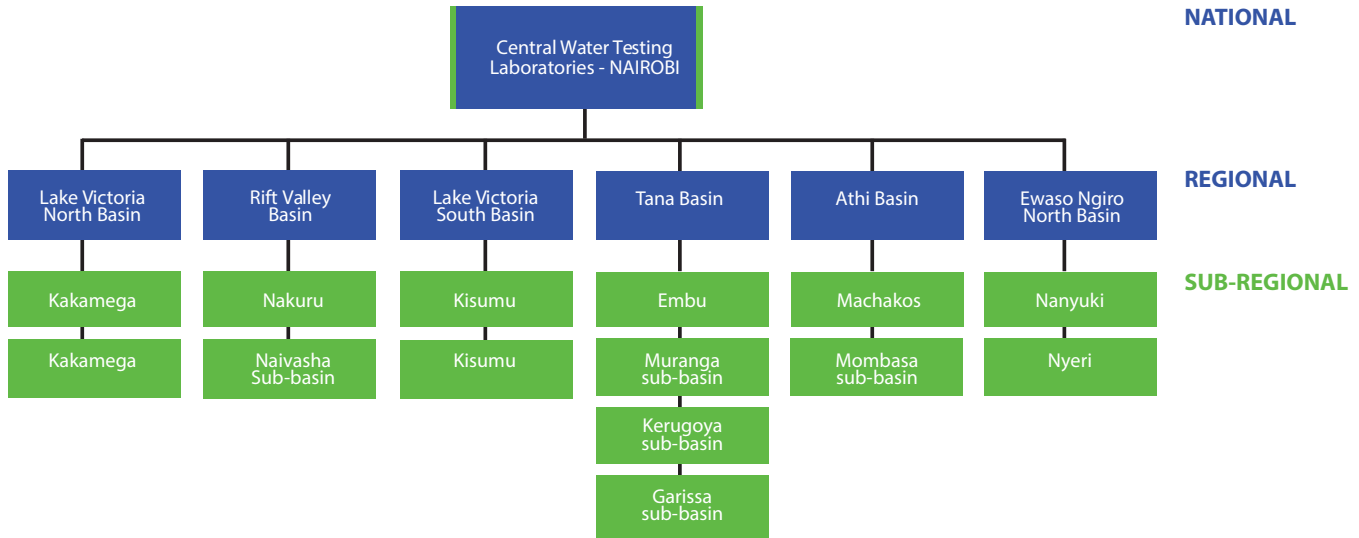 NATIONAL
Central Water Testing
Laboratories - NAIROBI
REGIONAL
Lake Victoria
North Basin
Rift Valley
Basin
Lake Victoria
South Basin
Tana Basin
Athi Basin
Ewaso Ngiro
North Basin
SUB-REGIONAL
Kakamega
Nakuru
Kisumu
Embu
Machakos
Nanyuki
Kakamega
Naivasha
Sub-basin
Kisumu
Muranga
sub-basin
Mombasa
sub-basin
Nyeri
Kerugoya
sub-basin
Garissa
sub-basin